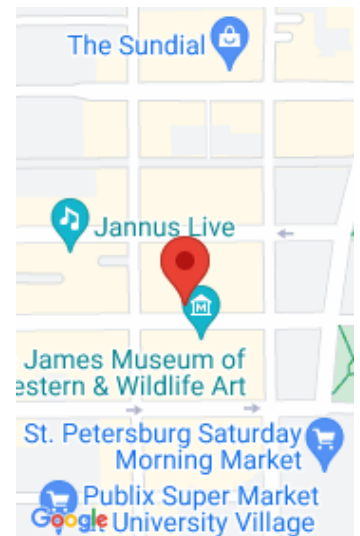 The Sundial
Jannus Live
M
James Museum of
estern & Wildlife Art
St. Petersburg Saturday
Morning Market
Publix Super Market
Google
University Village